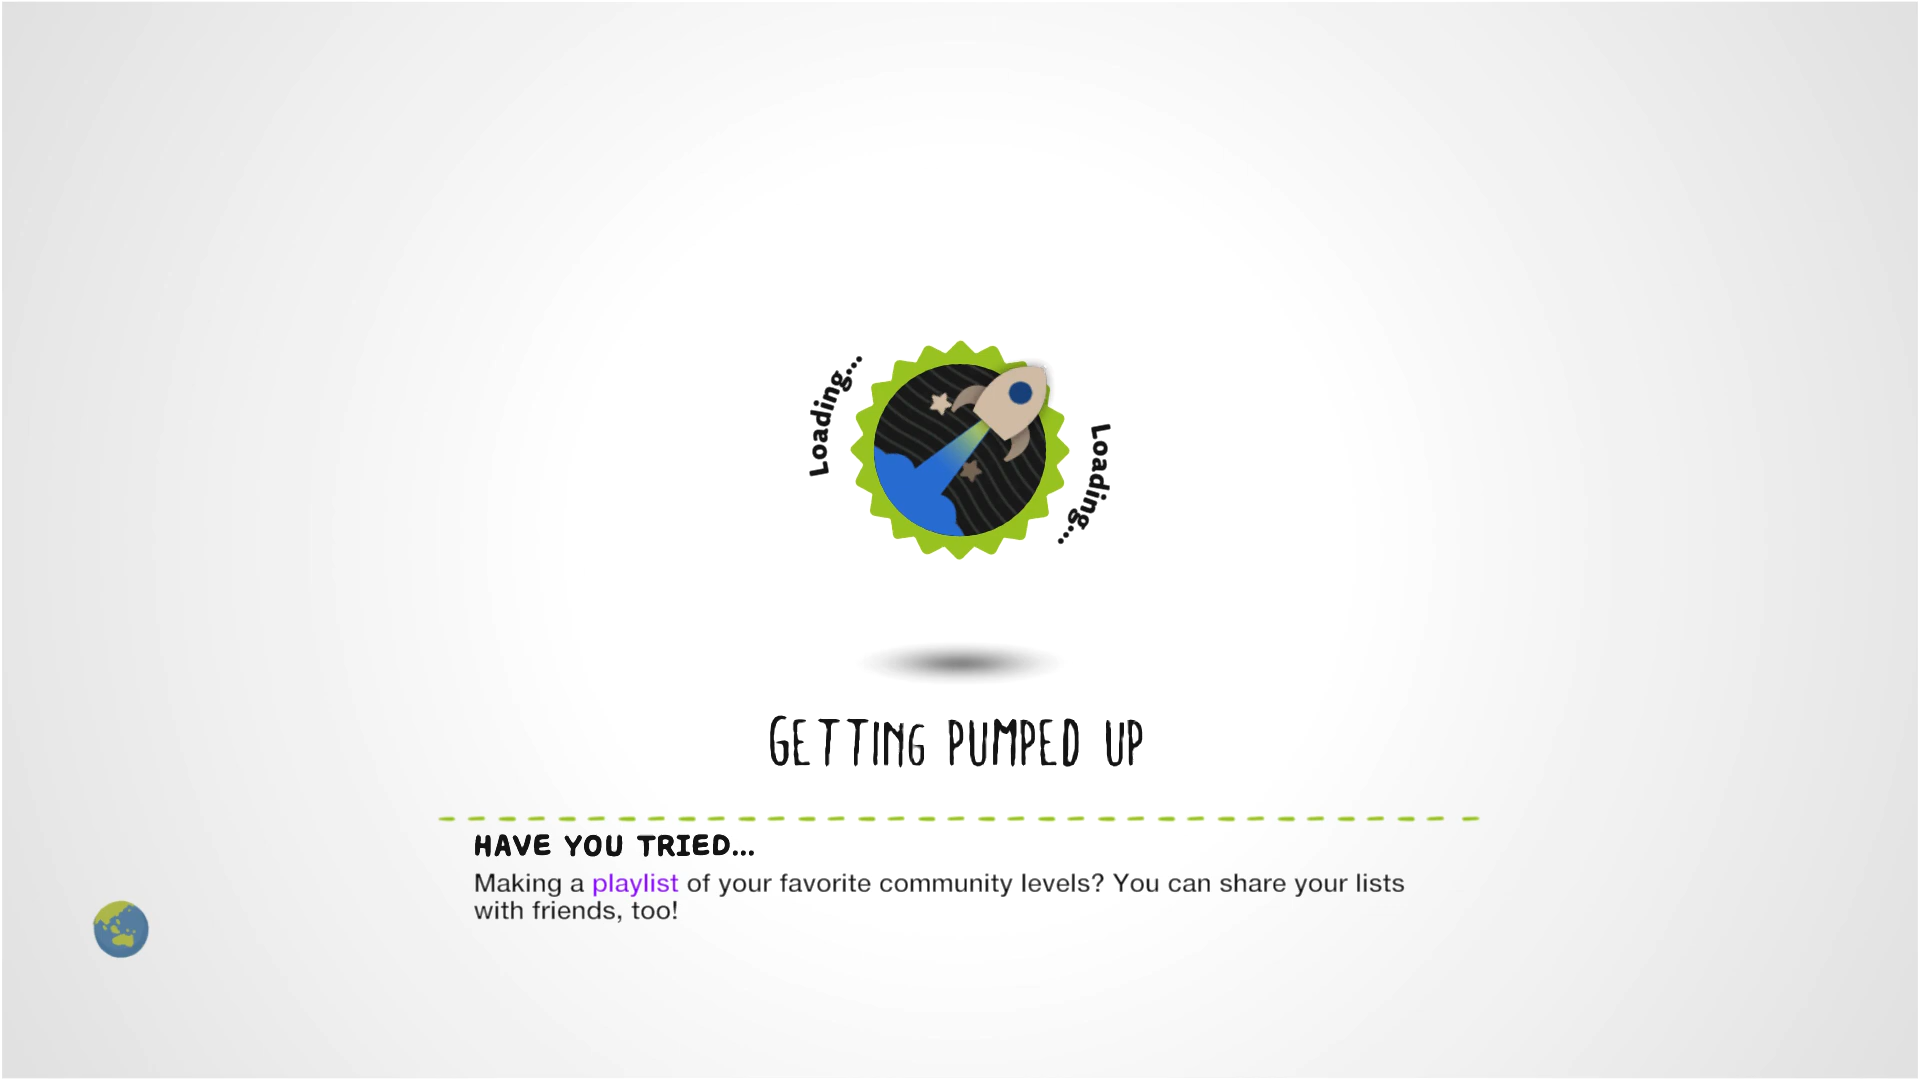 Loading...
Loading...
GETTING PUMPED UP
HAVE YOU TRIED...
Making a playlist of your favorite community levels? You can share your lists
with friends, too!